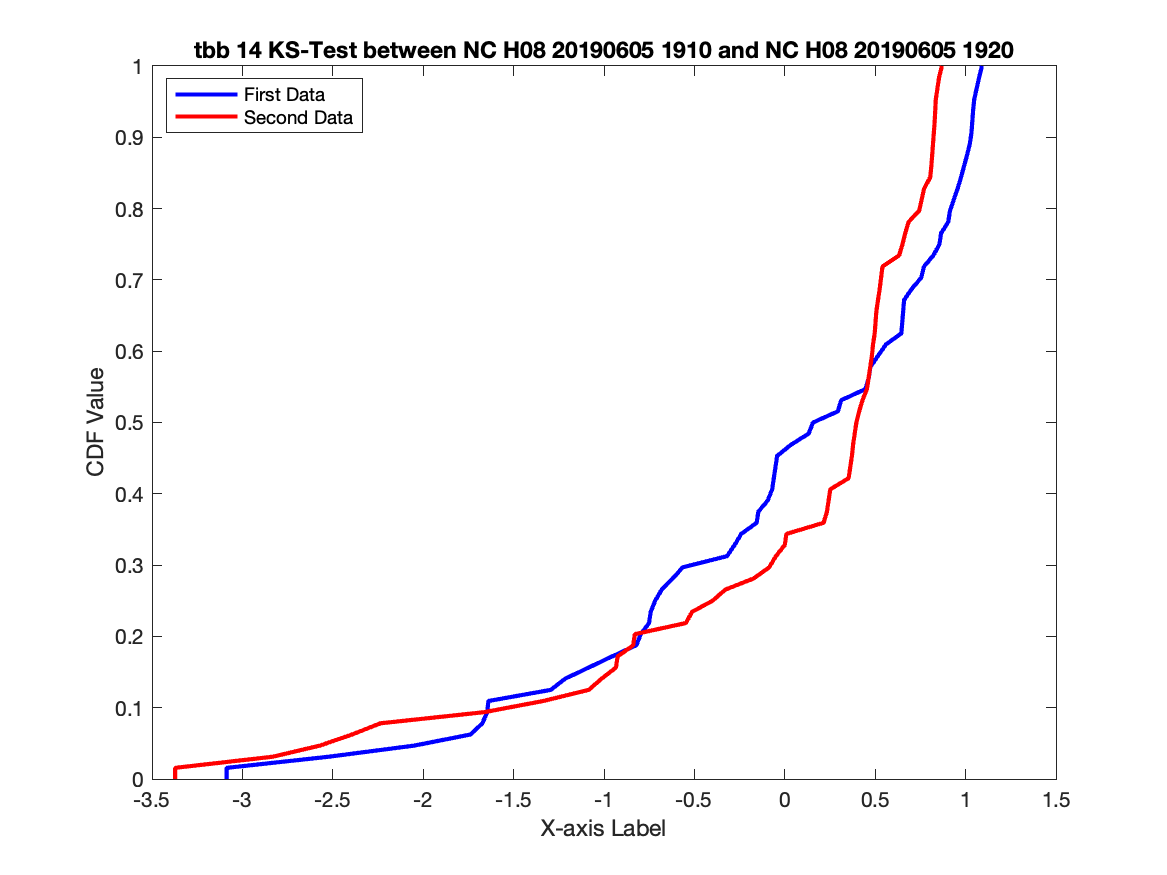 tbb 14 KS-Test between NC H08 20190605 1910 and NC H08 20190605 1920
First Data
Second Data
CDF Value
1
0.9
0.8
0.7
0.6
0.5
0.4
0.3
0.2
0.1
0
-3.5 -3 -2.5 -2 -1.5 -1 -0.5 0 0.5 1 1.5
X-axis Label